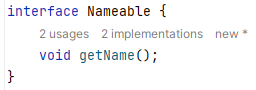 interface Nameable {
2 usages 2 implementations new *
void getName();
}